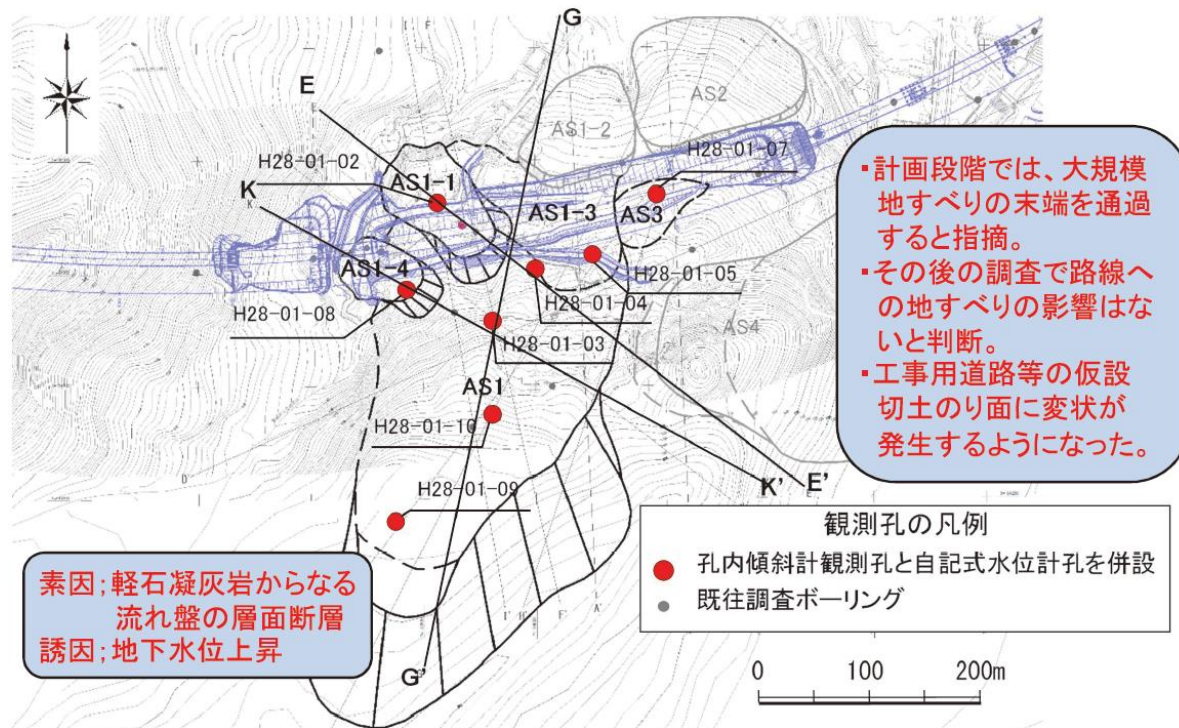 G
E
AS2
AS1-2
H28-01-07
H28-01-02
K
AS1-1
AS1-3
AS3
AS1-4
H28-01-05
H28-01-04
H28-01-08
H28-01-03
AS4
AS1
H28-01-10
H28-01-09
K'
E'
G'
D
I'
H'
F'
A'
・計画段階では、大規模
地すべりの末端を通過
すると指摘。
・その後の調査で路線へ
の地すべりの影響はな
いと判断。
・工事用道路等の仮設
切土のり面に変状が
発生するようになった。
観測孔の凡例
孔内傾斜計観測孔と自記式水位計孔を併設
既往調査ボーリング
素因;軽石凝灰岩からなる
流れ盤の層面断層
誘因;地下水位上昇
0 100 200m